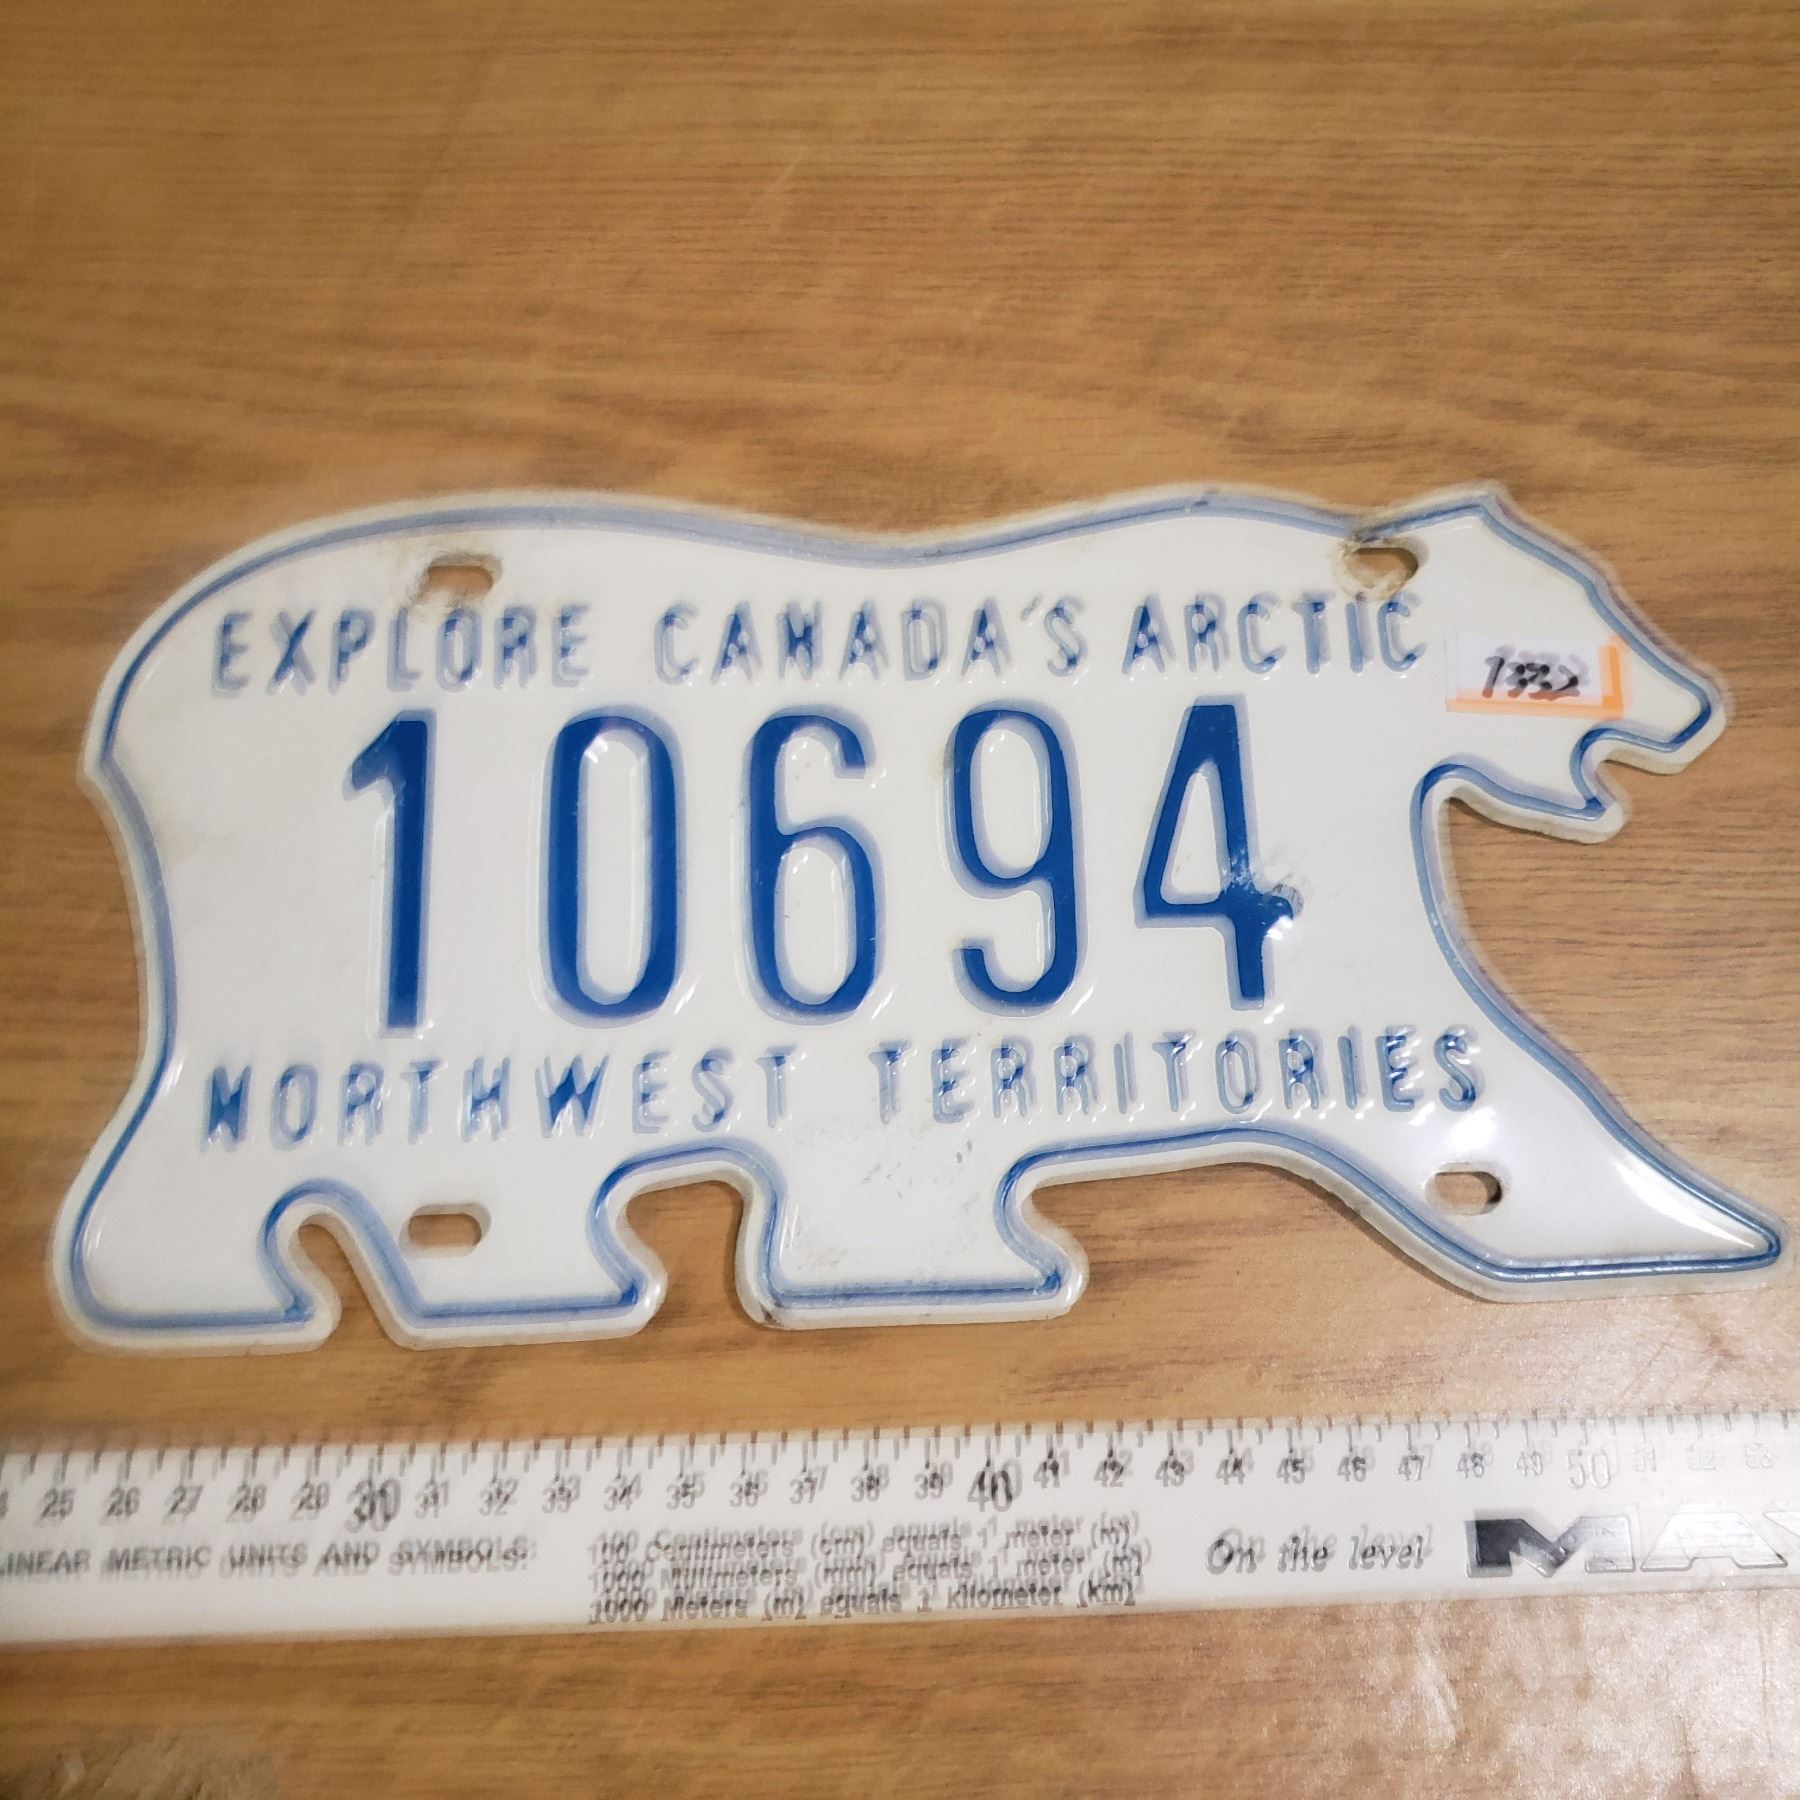 EXPLORE CANADA'S ARCTIC
10694
NORTHWEST TERRITORIES
25 26 27 28 29 30 31 32 33 34 35 36 37 38 39 40 41 42 43 44 45 46 47 48 49 50 51 52 53
LINEAR METRIC UNITS AND SYMBOLS:
100 Centimeters (cm) equals 1 meter (m)
1000 Millimeters (mm) equals 1 meter (m)
1000 Meters (m) equals 1 kilometer (km)
On the level